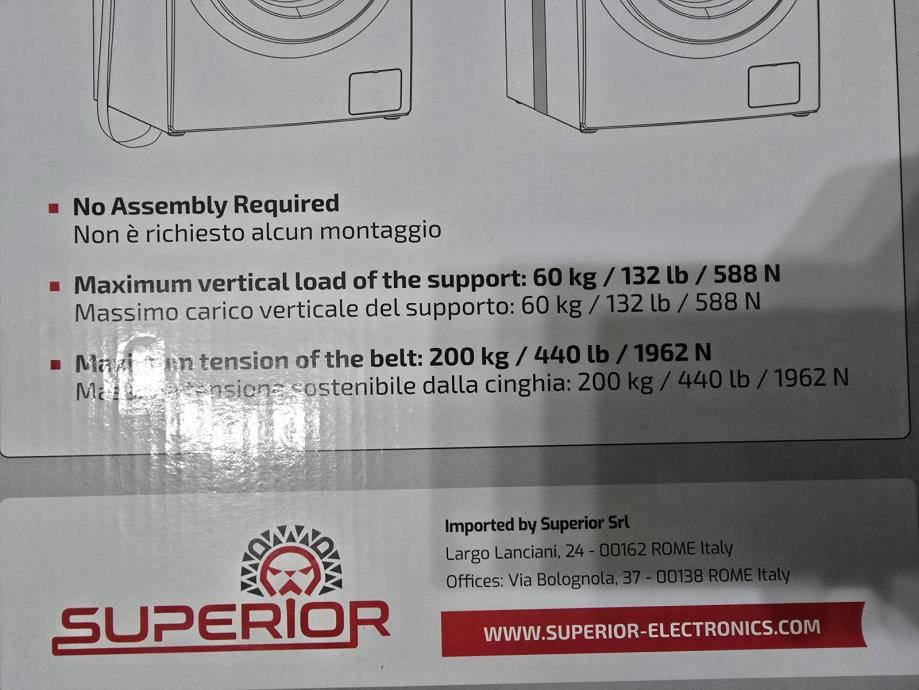 No Assembly Required
Non è richiesto alcun montaggio
Maximum vertical load of the support: 60 kg / 132 lb / 588 N
Massimo carico verticale del supporto: 60 kg / 132 lb / 588 N
Maximum tension of the belt: 200 kg / 440 lb / 1962 N
tensione sostenibile dalla cinghia: 200 kg / 440 lb / 1962 N
SUPERIOR
Imported by Superior Srl
Largo Lanciani, 24 - 00162 ROME Italy
Offices: Via Bolognola, 37 - 00138 ROME Italy
WWW.SUPERIOR-ELECTRONICS.COM